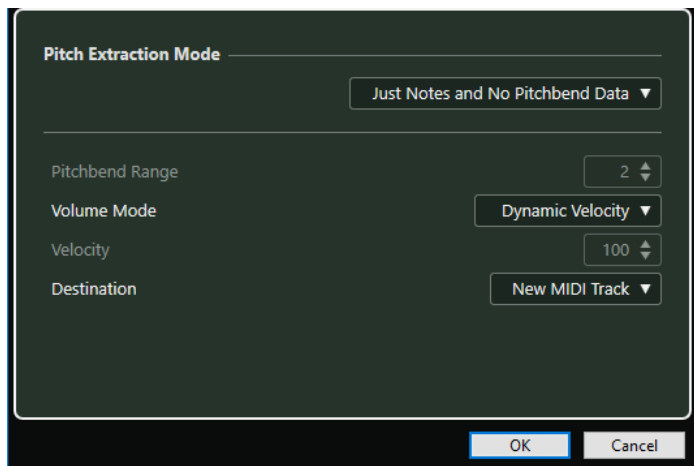 Pitch Extraction Mode
Just Notes and No Pitchbend Data
Pitchbend Range 2
Volume Mode Dynamic Velocity
Velocity 100
Destination New MIDI Track
OK Cancel